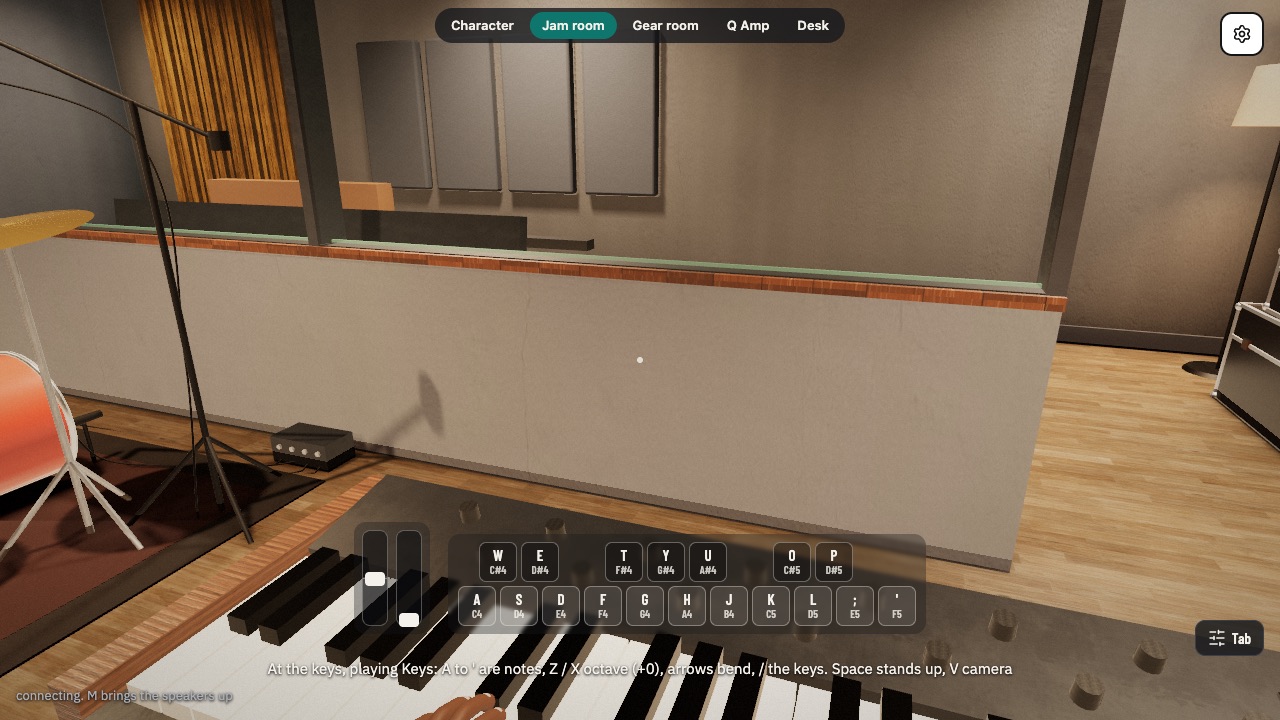 Character Jam room Gear room Q Amp Desk
W E T Y U O P
C#4 D#4 F#4 G#4 A#4 C#5 D#5
A S D F G H J K L ; '
C4 D4 E4 F4 G4 A4 B4 C5 D5 E5 F5
Tab
At the keys, playing Keys: A to ' are notes, Z / X octave (+0), arrows bend, / the keys. Space stands up, V camera
connecting, M brings the speakers up